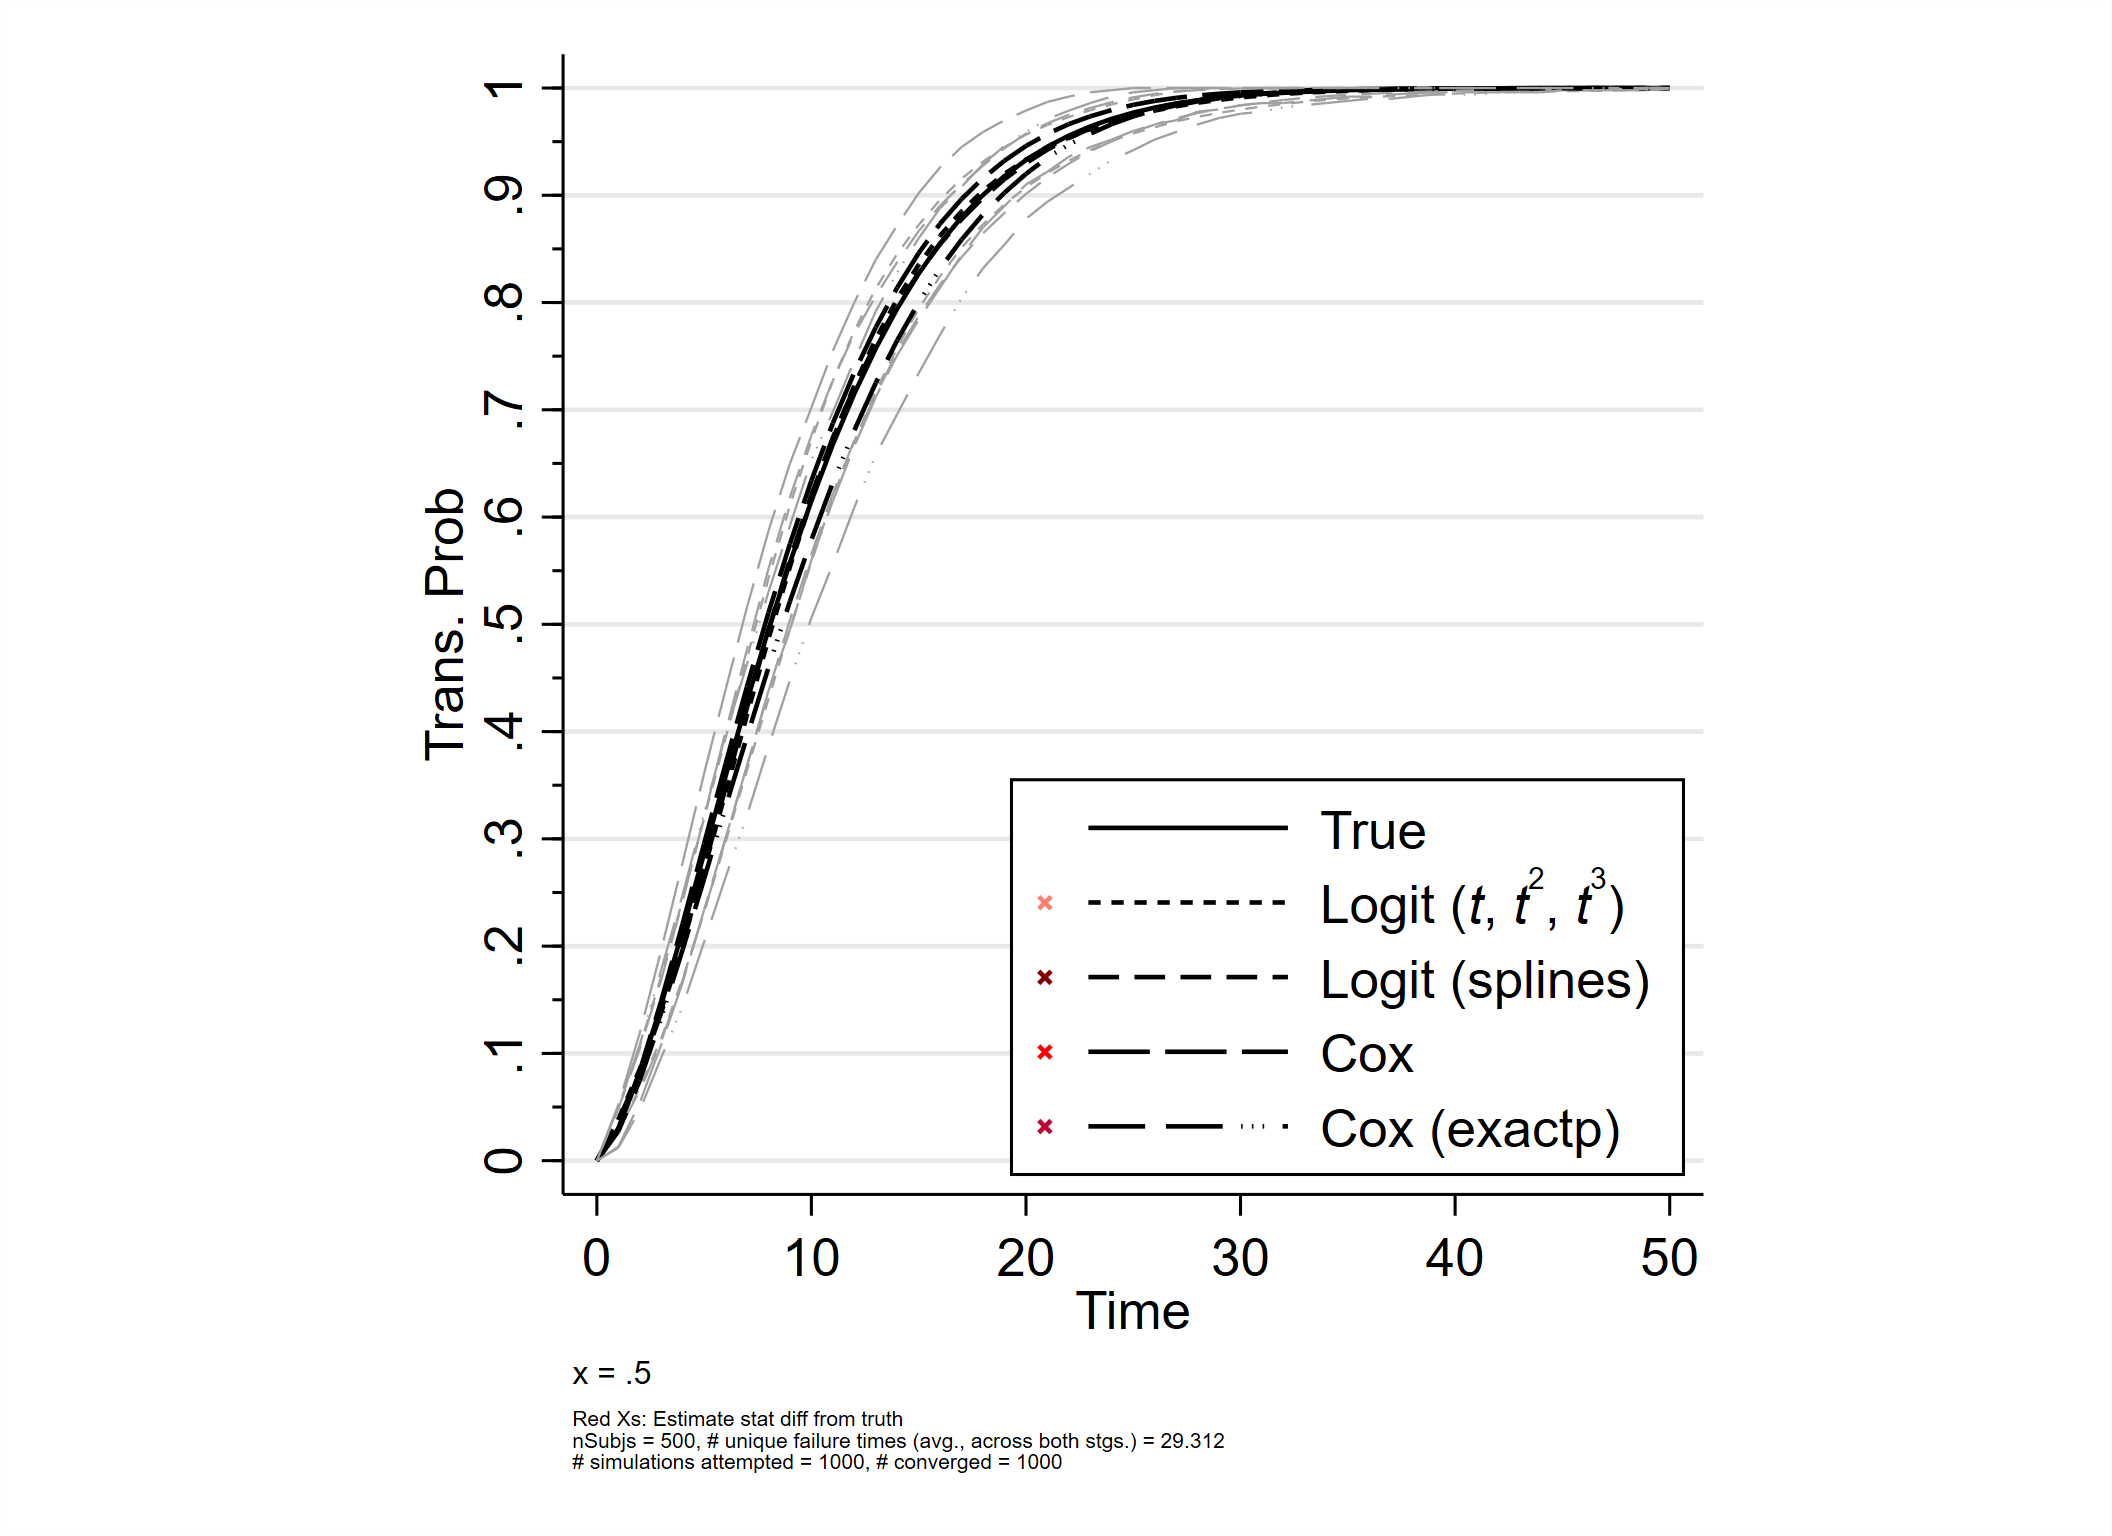 1
.9
.8
.7
.6
.5
.4
.3
.2
.1
0
Trans. Prob
True
Logit (t, t², t³)
Logit (splines)
Cox
Cox (exactp)
0 10 20 30 40 50
Time
x = .5
Red Xs: Estimate stat diff from truth
nSubjs = 500, # unique failure times (avg., across both stgs.) = 29.312
# simulations attempted = 1000, # converged = 1000